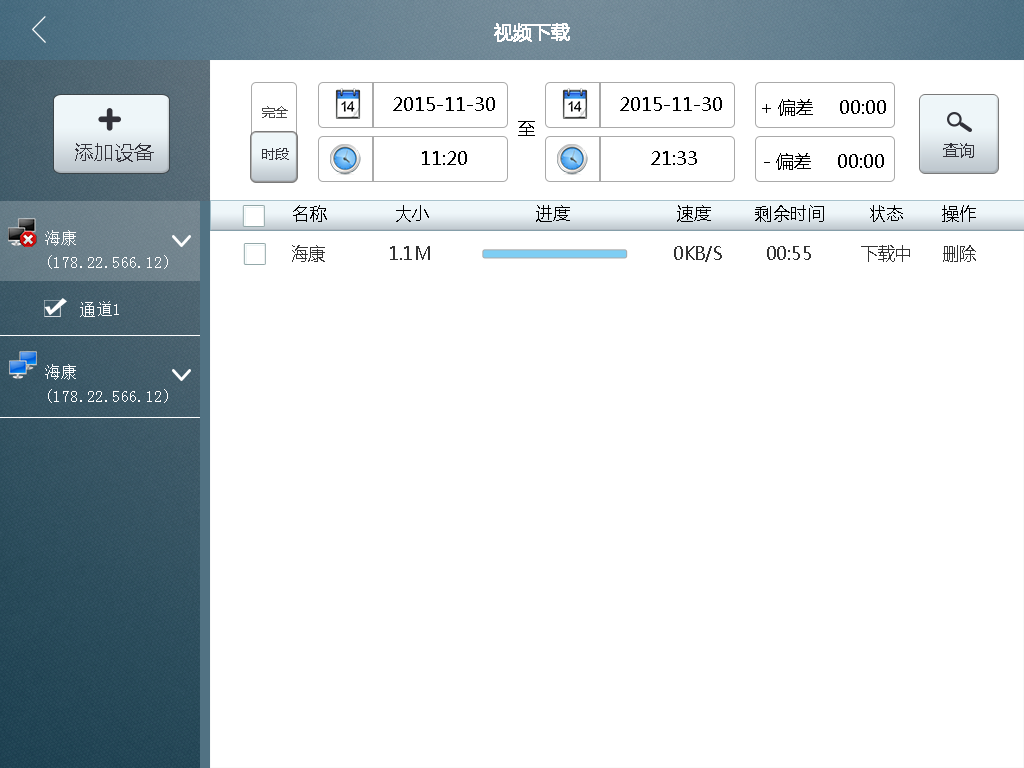 视频下载
添加设备
完全
时段
14 2015-11-30
11:20
至
14 2015-11-30
21:33
+ 偏差 00:00
- 偏差 00:00
查询
海康
(178.22.566.12)
通道1
海康
(178.22.566.12)
名称 大小 进度 速度 剩余时间 状态 操作
海康 1.1M 0KB/S 00:55 下载中 删除